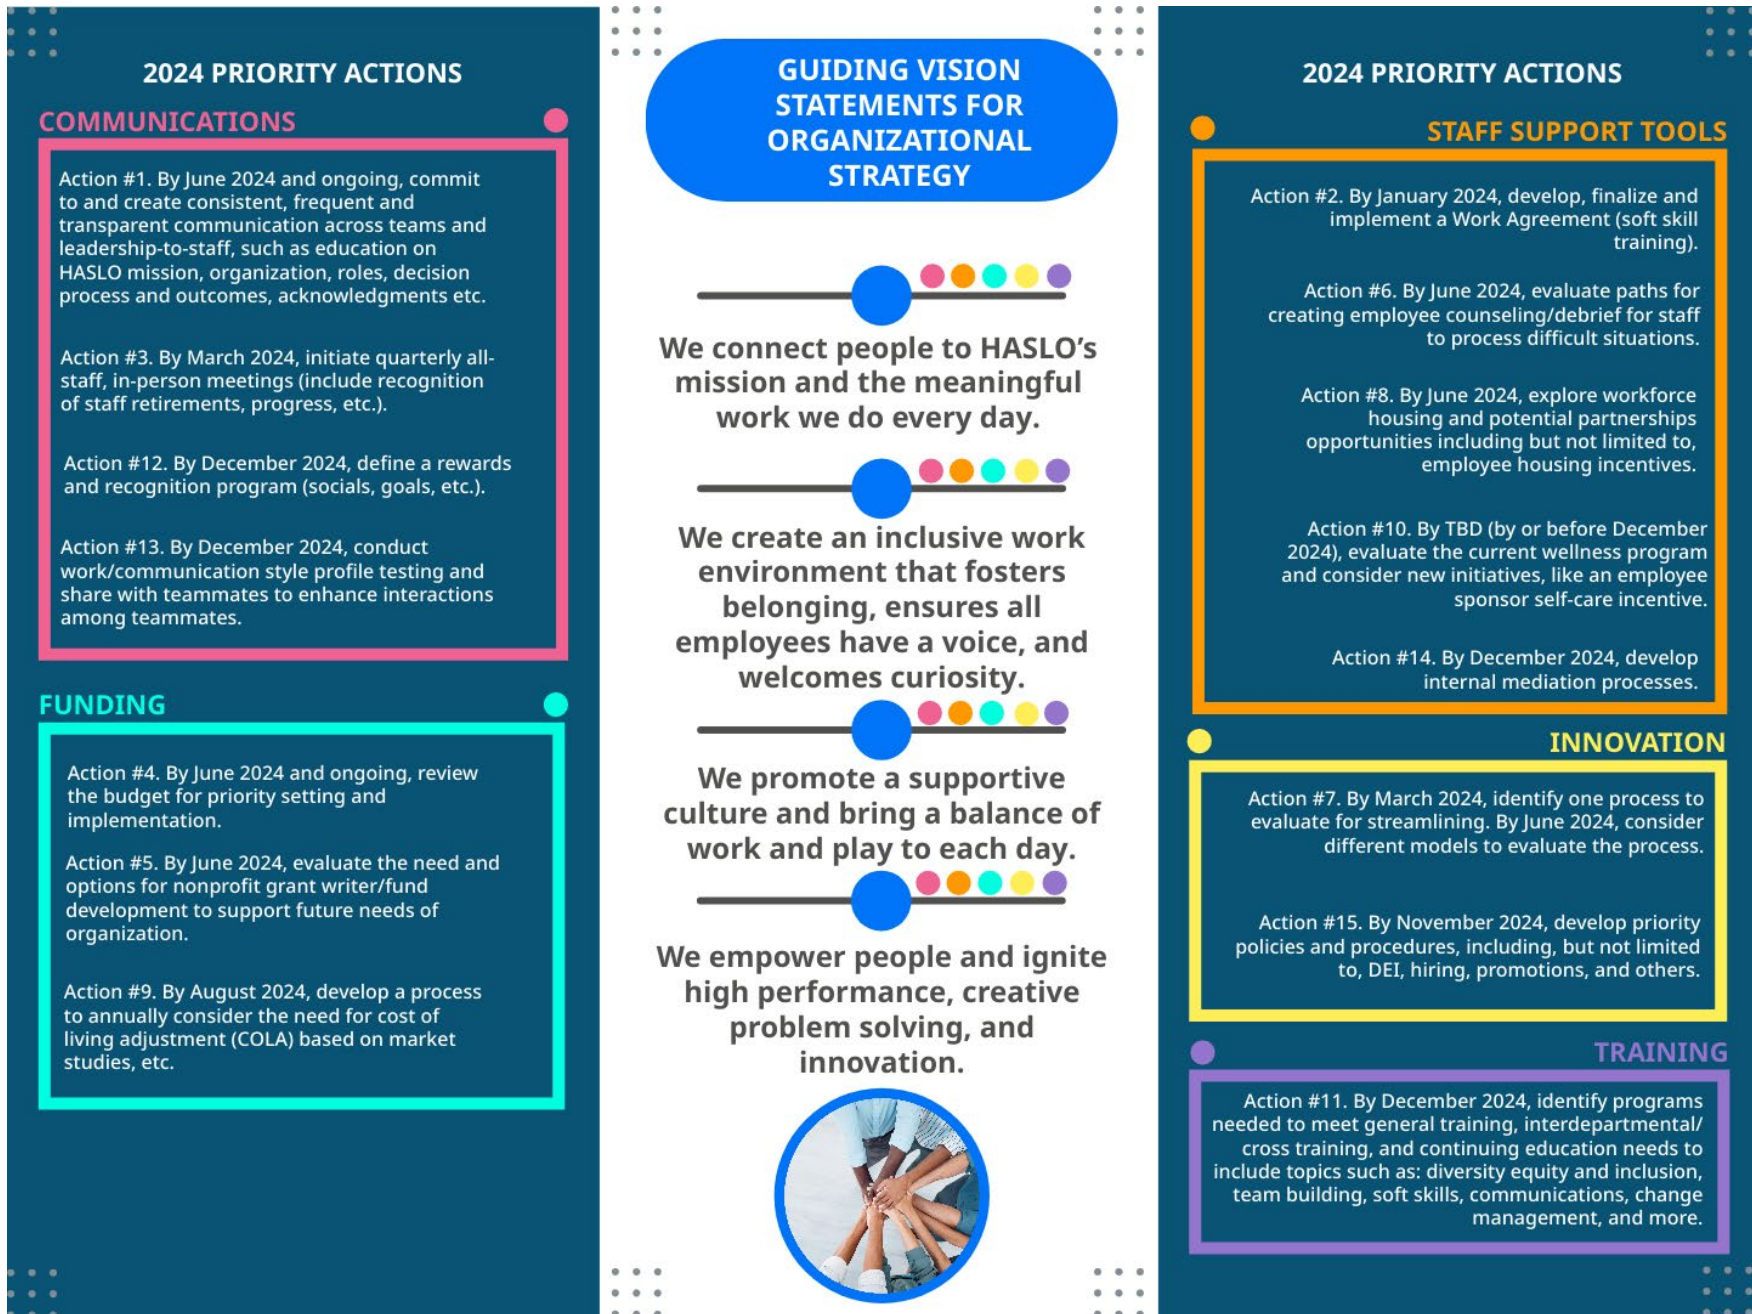 2024 PRIORITY ACTIONS
COMMUNICATIONS
Action #1. By June 2024 and ongoing, commit
to and create consistent, frequent and
transparent communication across teams and
leadership-to-staff, such as education on
HASLO mission, organization, roles, decision
process and outcomes, acknowledgments etc.
Action #3. By March 2024, initiate quarterly all-
staff, in-person meetings (include recognition
of staff retirements, progress, etc.).
Action #12. By December 2024, define a rewards
and recognition program (socials, goals, etc.).
Action #13. By December 2024, conduct
work/communication style profile testing and
share with teammates to enhance interactions
among teammates.
FUNDING
Action #4. By June 2024 and ongoing, review
the budget for priority setting and
implementation.
Action #5. By June 2024, evaluate the need and
options for nonprofit grant writer/fund
development to support future needs of
organization.
Action #9. By August 2024, develop a process
to annually consider the need for cost of
living adjustment (COLA) based on market
studies, etc.
GUIDING VISION
STATEMENTS FOR
ORGANIZATIONAL
STRATEGY
We connect people to HASLO’s
mission and the meaningful
work we do every day.
We create an inclusive work
environment that fosters
belonging, ensures all
employees have a voice, and
welcomes curiosity.
We promote a supportive
culture and bring a balance of
work and play to each day.
We empower people and ignite
high performance, creative
problem solving, and
innovation.
2024 PRIORITY ACTIONS
STAFF SUPPORT TOOLS
Action #2. By January 2024, develop, finalize and
implement a Work Agreement (soft skill
training).
Action #6. By June 2024, evaluate paths for
creating employee counseling/debrief for staff
to process difficult situations.
Action #8. By June 2024, explore workforce
housing and potential partnerships
opportunities including but not limited to,
employee housing incentives.
Action #10. By TBD (by or before December
2024), evaluate the current wellness program
and consider new initiatives, like an employee
sponsor self-care incentive.
Action #14. By December 2024, develop
internal mediation processes.
INNOVATION
Action #7. By March 2024, identify one process to
evaluate for streamlining. By June 2024, consider
different models to evaluate the process.
Action #15. By November 2024, develop priority
policies and procedures, including, but not limited
to, DEI, hiring, promotions, and others.
TRAINING
Action #11. By December 2024, identify programs
needed to meet general training, interdepartmental/
cross training, and continuing education needs to
include topics such as: diversity equity and inclusion,
team building, soft skills, communications, change
management, and more.